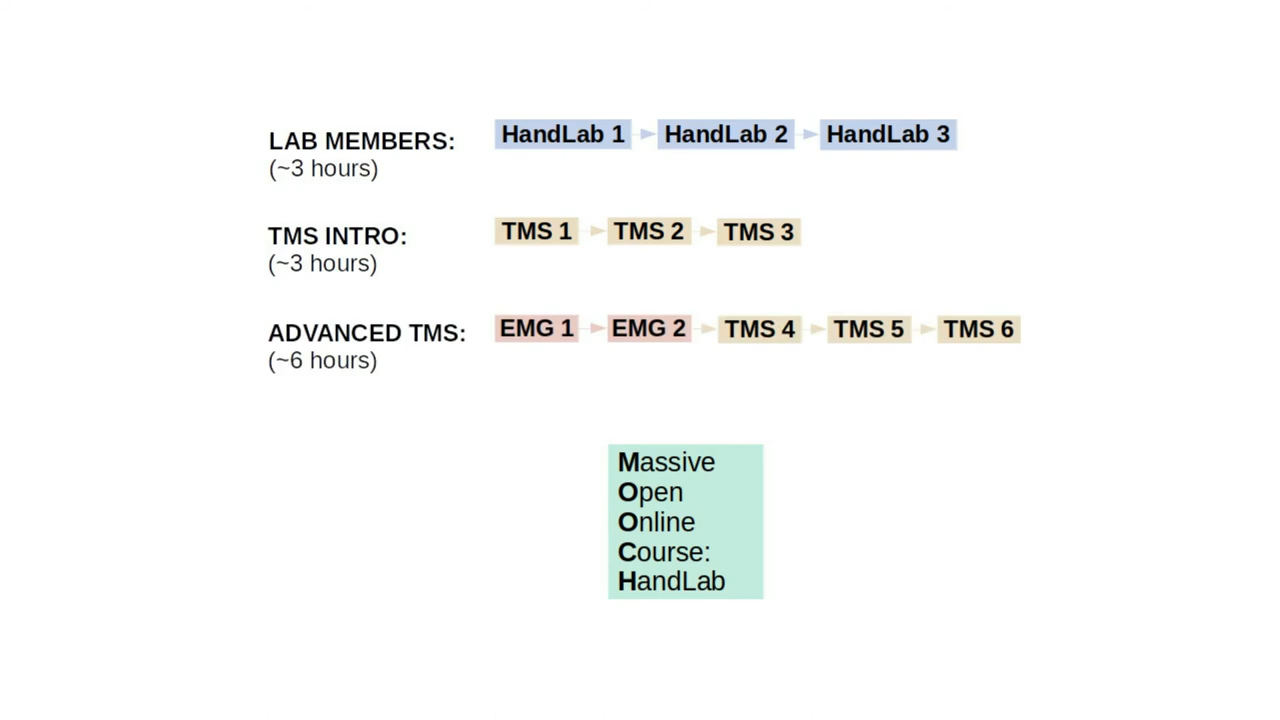 LAB MEMBERS: HandLab 1 HandLab 2 HandLab 3
(~3 hours)
TMS INTRO: TMS 1 TMS 2 TMS 3
(~3 hours)
ADVANCED TMS: EMG 1 EMG 2 TMS 4 TMS 5 TMS 6
(~6 hours)
Massive
Open
Online
Course:
HandLab